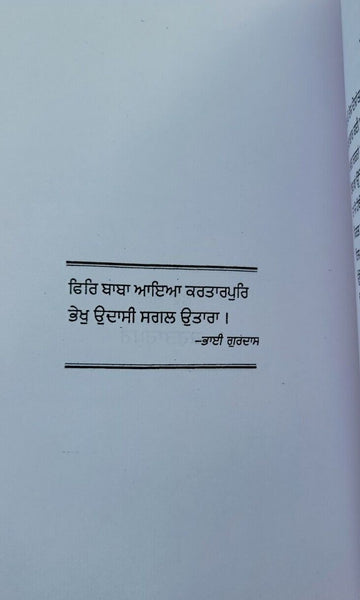 ਫਿਰਿ ਬਾਬਾ ਆਇਆ ਕਰਤਾਰਪੁਰਿ
ਭੇਖੁ ਉਦਾਸੀ ਸਗਲ ਉਤਾਰਾ ।
–ਭਾਈ ਗੁਰਦਾਸ